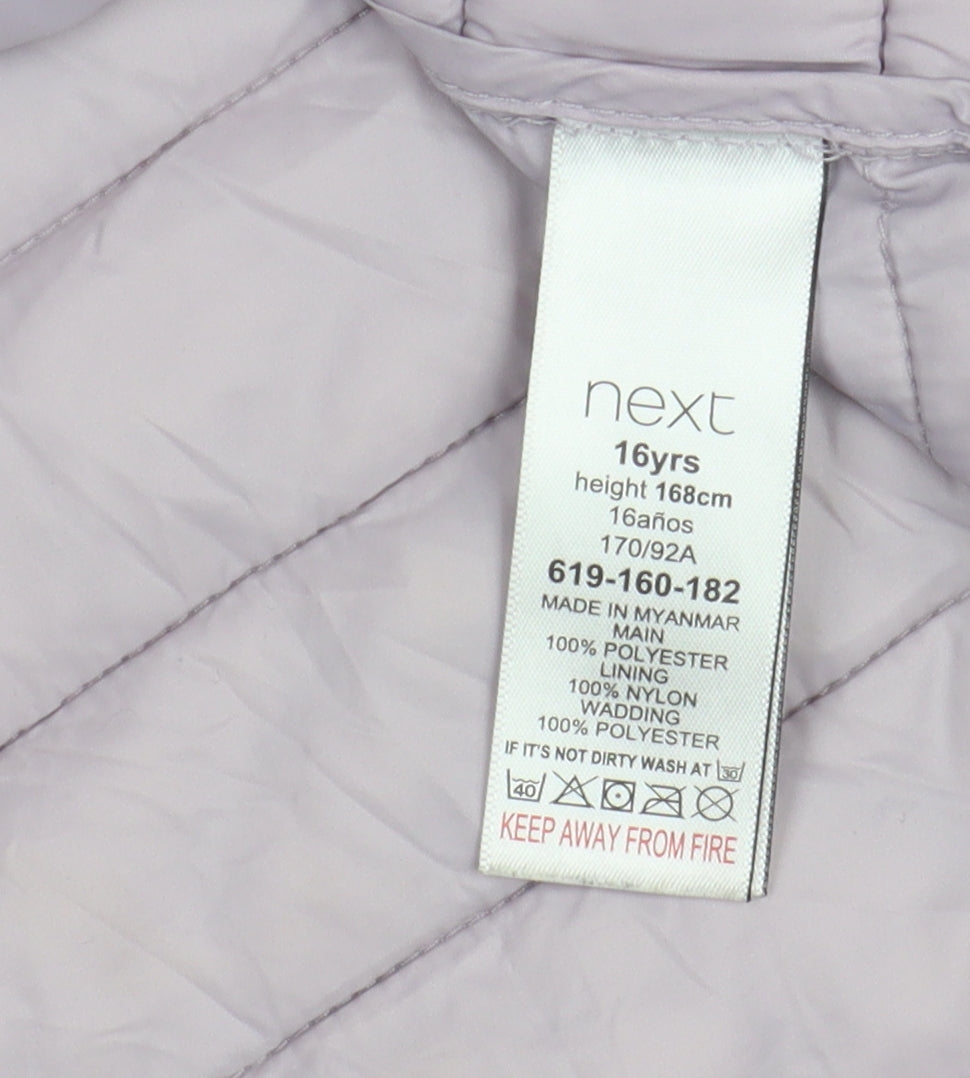 next
16yrs
height 168cm
16años
170/92A
619-160-182
MADE IN MYANMAR
MAIN
100% POLYESTER
LINING
100% NYLON
WADDING
100% POLYESTER
IF IT'S NOT DIRTY WASH AT 30
40
KEEP AWAY FROM FIRE